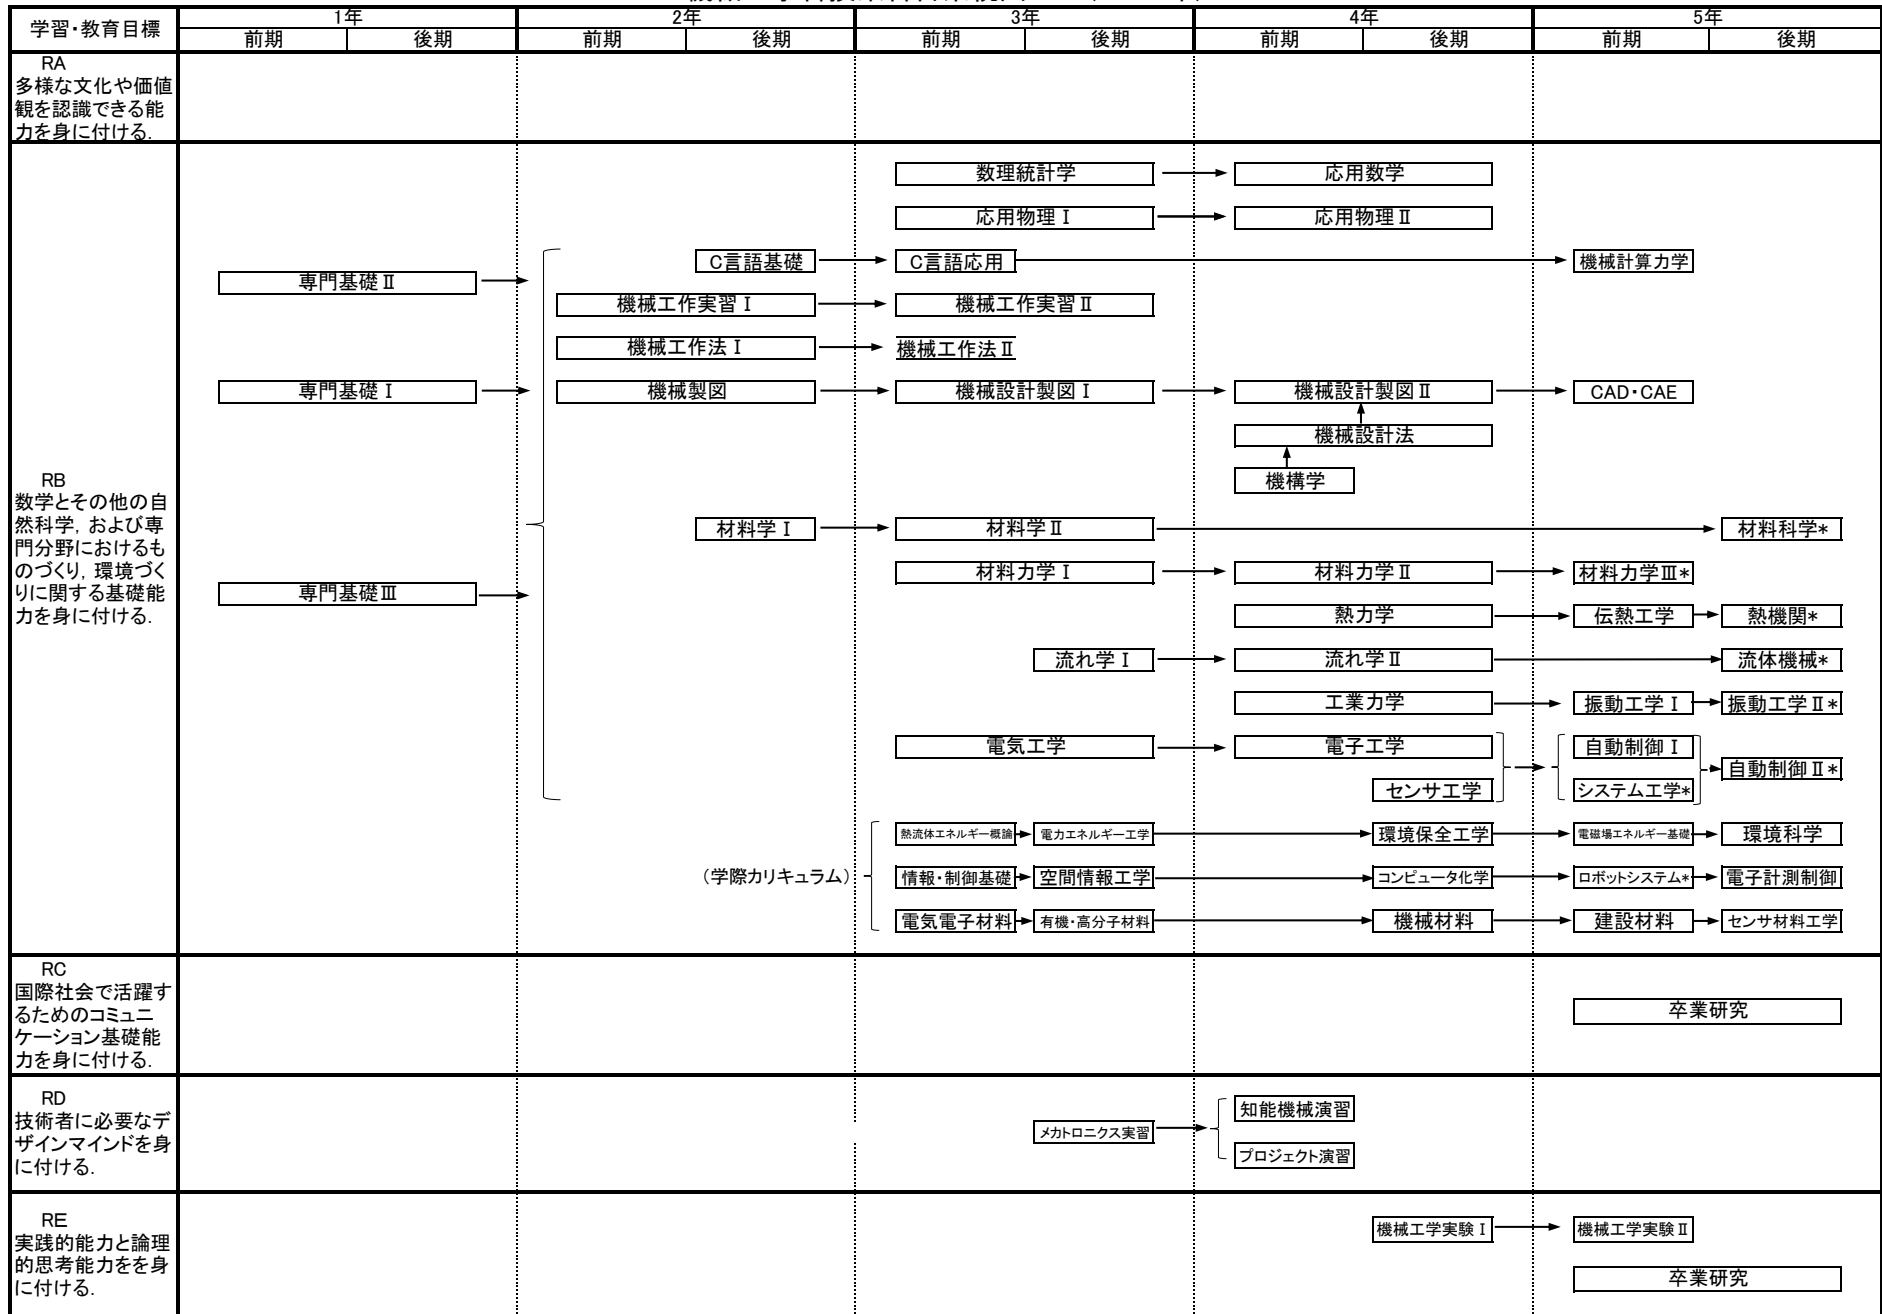 学習・教育目標
1年
2年
3年
4年
5年
前期
後期
前期
後期
前期
後期
前期
後期
前期
後期
RA
多様な文化や価値
観を認識できる能
力を身に付ける.
RB
数学とその他の自
然科学, および専
門分野におけるも
のづくり, 環境づく
りに関する基礎能
力を身に付ける.
数理統計学
応用数学
応用物理Ⅰ
応用物理Ⅱ
C言語基礎
C言語応用
機械計算力学
専門基礎Ⅱ
機械工作実習Ⅰ
機械工作実習Ⅱ
機械工作法Ⅰ
機械工作法Ⅱ
専門基礎Ⅰ
機械製図
機械設計製図Ⅰ
機械設計製図Ⅱ
CAD・CAE
機械設計法
機構学
材料学Ⅰ
材料学Ⅱ
材料科学*
材料力学Ⅰ
材料力学Ⅱ
材料力学Ⅲ*
専門基礎Ⅲ
熱力学
伝熱工学
熱機関*
流れ学Ⅰ
流れ学Ⅱ
流体機械*
工業力学
振動工学Ⅰ
振動工学Ⅱ*
電気工学
電子工学
自動制御Ⅰ
自動制御Ⅱ*
センサ工学
システム工学*
(学際カリキュラム)
熱流体エネルギー概論
電力エネルギー工学
環境保全工学
電磁場エネルギー基礎
環境科学
情報・制御基礎
空間情報工学
コンピュータ化学
ロボットシステム*
電子計測制御
電気電子材料
有機・高分子材料
機械材料
建設材料
センサ材料工学
RC
国際社会で活躍す
るためのコミュニ
ケーション基礎能
力を身に付ける.
卒業研究
RD
技術者に必要なデ
ザインマインドを身
に付ける.
メカトロニクス実習
知能機械演習
プロジェクト演習
RE
実践的能力と論理
的思考能力をを身
に付ける.
機械工学実験Ⅰ
機械工学実験Ⅱ
卒業研究